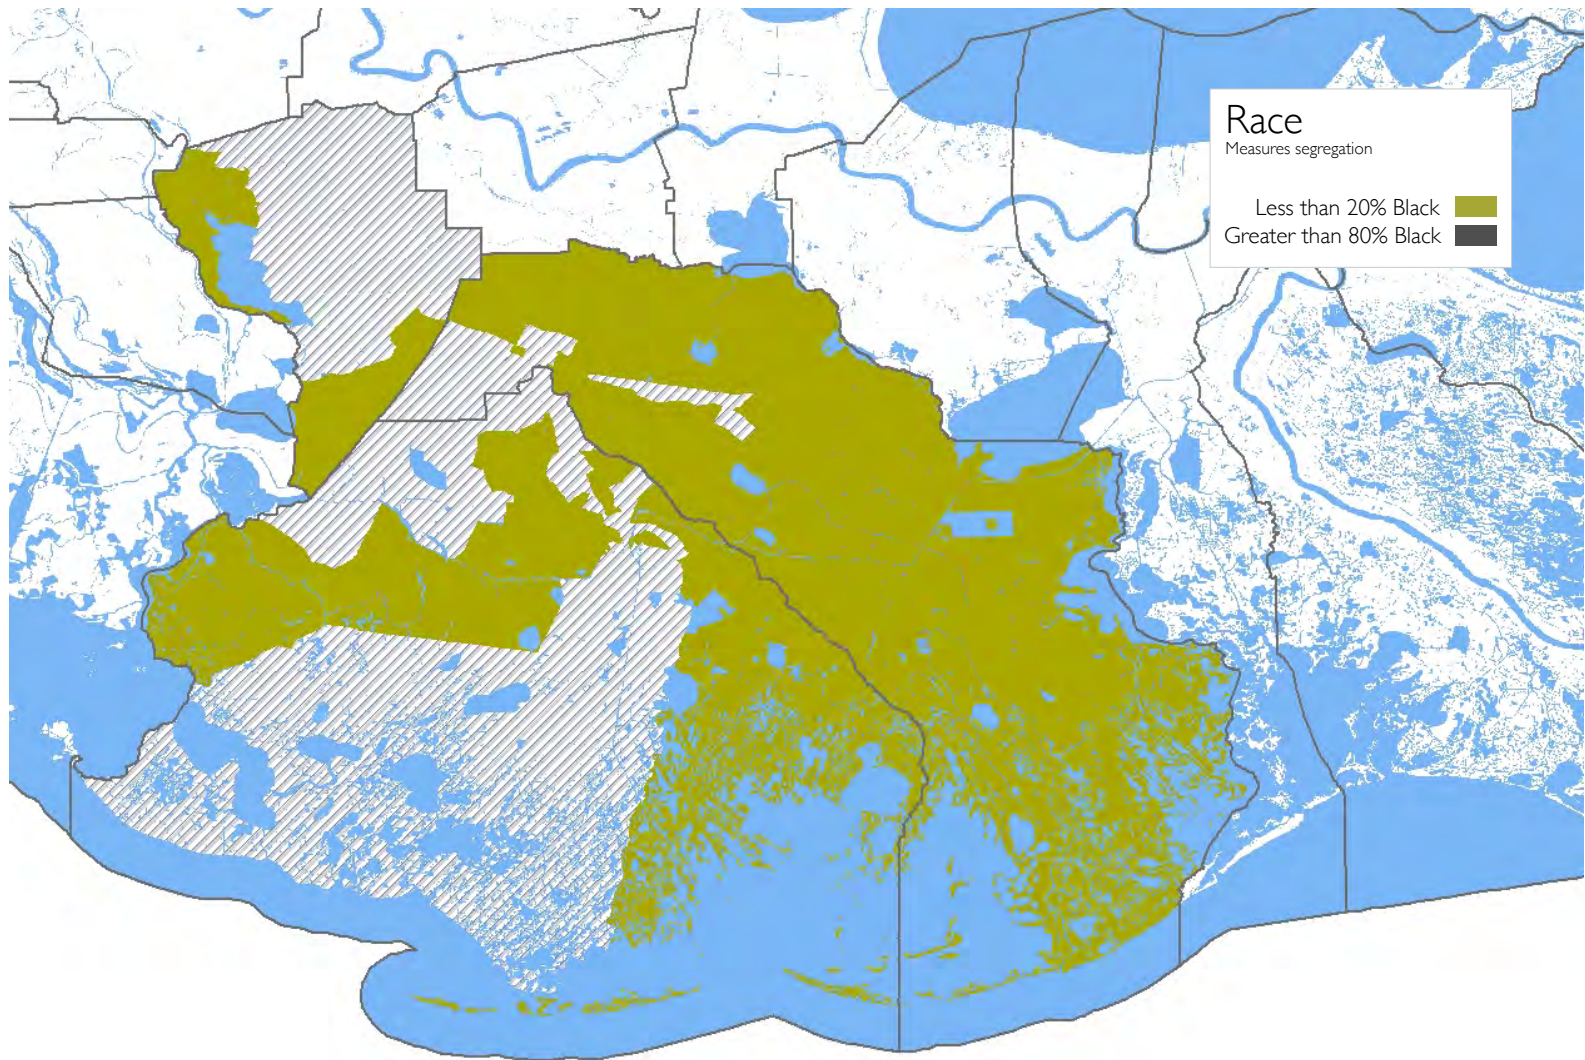 Race
Measures segregation
Less than 20% Black
Greater than 80% Black